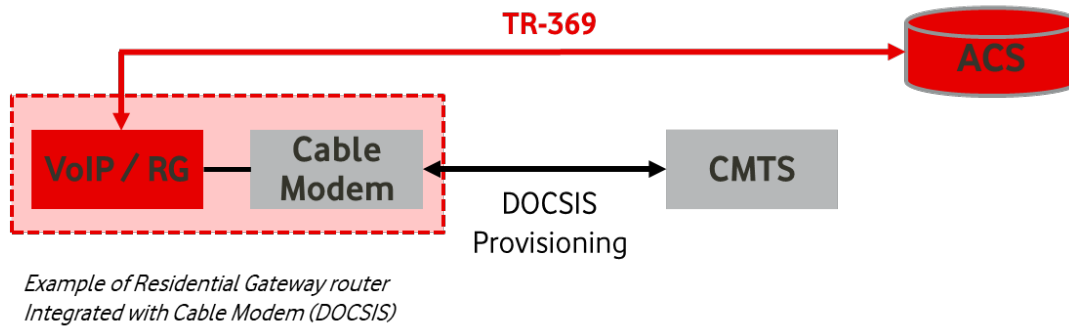 TR-369
ACS
VoIP / RG
Cable
Modem
CMTS
DOCSIS
Provisioning
Example of Residential Gateway router
Integrated with Cable Modem (DOCSIS)